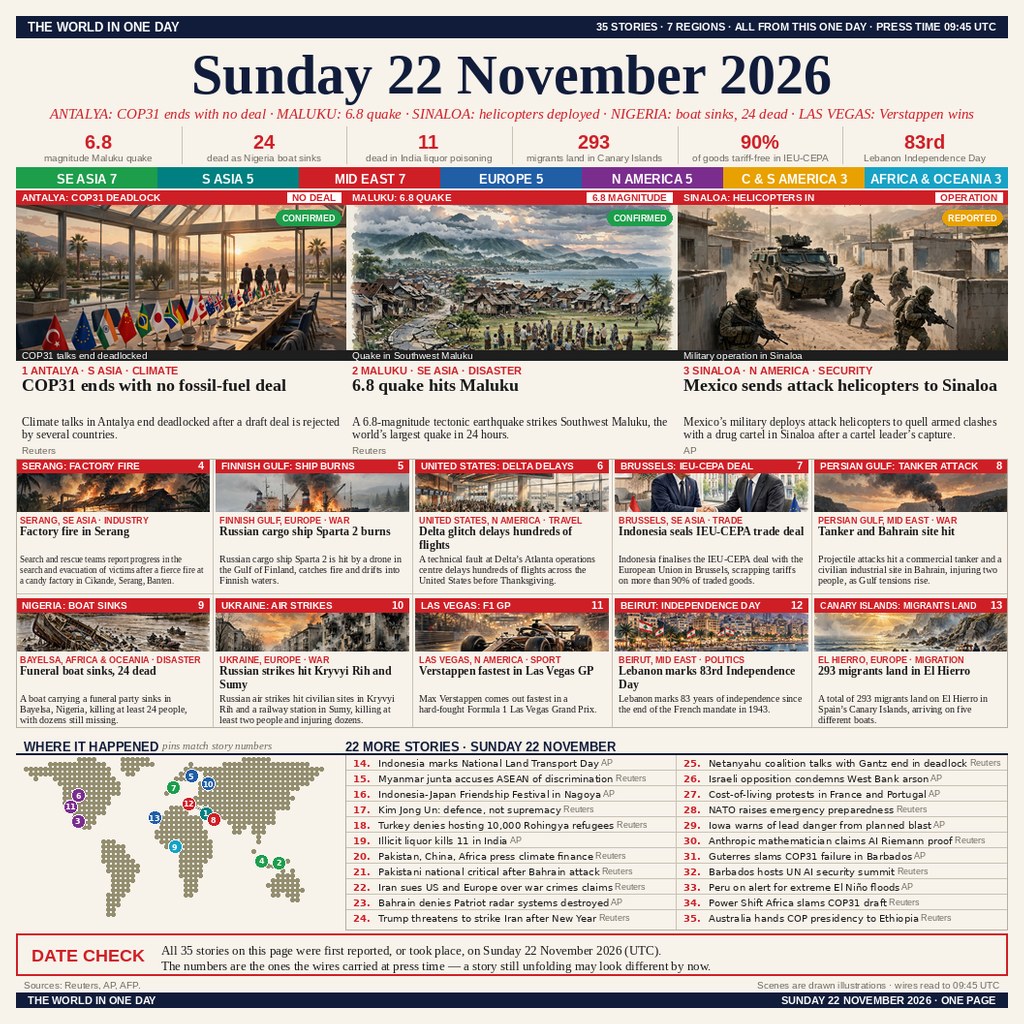 THE WORLD IN ONE DAY
35 STORIES · 7 REGIONS · ALL FROM THIS ONE DAY · PRESS TIME 09:45 UTC
Sunday 22 November 2026
ANTALYA: COP31 ends with no deal · MALUKU: 6.8 quake · SINALOA: helicopters deployed · NIGERIA: boat sinks, 24 dead · LAS VEGAS: Verstappen wins
6.8
magnitude Maluku quake
24
dead as Nigeria boat sinks
11
dead in India liquor poisoning
293
migrants land in Canary Islands
90%
of goods tariff-free in IEU-CEPA
83rd
Lebanon Independence Day
SE ASIA 7
S ASIA 5
MID EAST 7
EUROPE 5
N AMERICA 5
C & S AMERICA 3
AFRICA & OCEANIA 3
ANTALYA: COP31 DEADLOCK
NO DEAL
CONFIRMED
COP31 talks end deadlocked
1 ANTALYA · S ASIA · CLIMATE
COP31 ends with no fossil-fuel deal
Climate talks in Antalya end deadlocked after a draft deal is rejected
by several countries.
Reuters
MALUKU: 6.8 QUAKE
6.8 MAGNITUDE
CONFIRMED
Quake in Southwest Maluku
2 MALUKU · SE ASIA · DISASTER
6.8 quake hits Maluku
A 6.8-magnitude tectonic earthquake strikes Southwest Maluku, the
world's largest quake in 24 hours.
Reuters
SINALOA: HELICOPTERS IN
OPERATION
REPORTED
Military operation in Sinaloa
3 SINALOA · N AMERICA · SECURITY
Mexico sends attack helicopters to Sinaloa
Mexico's military deploys attack helicopters to quell armed clashes
with a drug cartel in Sinaloa after a cartel leader's capture.
AP
SERANG: FACTORY FIRE 4
SERANG, SE ASIA · INDUSTRY
Factory fire in Serang
Search and rescue teams report progress in the
search and evacuation of victims after a fierce fire at
a candy factory in Cikande, Serang, Banten.
FINNISH GULF: SHIP BURNS 5
FINNISH GULF, EUROPE · WAR
Russian cargo ship Sparta 2 burns
Russian cargo ship Sparta 2 is hit by a drone in
the Gulf of Finland, catches fire and drifts into
Finnish waters.
UNITED STATES: DELTA DELAYS 6
UNITED STATES, N AMERICA · TRAVEL
Delta glitch delays hundreds of
flights
A technical fault at Delta's Atlanta operations
centre delays hundreds of flights across the
United States before Thanksgiving.
BRUSSELS: IEU-CEPA DEAL 7
BRUSSELS, SE ASIA · TRADE
Indonesia seals IEU-CEPA trade deal
Indonesia finalises the IEU-CEPA deal with the
European Union in Brussels, scrapping tariffs
on more than 90% of traded goods.
PERSIAN GULF: TANKER ATTACK 8
PERSIAN GULF, MID EAST · WAR
Tanker and Bahrain site hit
Projectile attacks hit a commercial tanker and a
civilian industrial site in Bahrain, injuring two
people, as Gulf tensions rise.
NIGERIA: BOAT SINKS 9
BAYELSA, AFRICA & OCEANIA · DISASTER
Funeral boat sinks, 24 dead
A boat carrying a funeral party sinks in
Bayelsa, Nigeria, killing at least 24 people,
with dozens still missing.
UKRAINE: AIR STRIKES 10
UKRAINE, EUROPE · WAR
Russian strikes hit Kryvyi Rih and
Sumy
Russian air strikes hit civilian sites in Kryvyi
Rih and a railway station in Sumy, killing at
least two people and injuring dozens.
LAS VEGAS: F1 GP 11
LAS VEGAS, N AMERICA · SPORT
Verstappen fastest in Las Vegas GP
Max Verstappen comes out fastest in a
hard-fought Formula 1 Las Vegas Grand Prix.
BEIRUT: INDEPENDENCE DAY 12
BEIRUT, MID EAST · POLITICS
Lebanon marks 83rd Independence
Day
Lebanon marks 83 years of independence since
the end of the French mandate in 1943.
CANARY ISLANDS: MIGRANTS LAND 13
EL HIERRO, EUROPE · MIGRATION
293 migrants land in El Hierro
A total of 293 migrants land on El Hierro in
Spain's Canary Islands, arriving on five
different boats.
WHERE IT HAPPENED pins match story numbers
5
7
10
6
11
3
12
13
1
8
9
4
2
22 MORE STORIES · SUNDAY 22 NOVEMBER
14. Indonesia marks National Land Transport Day AP
15. Myanmar junta accuses ASEAN of discrimination Reuters
16. Indonesia-Japan Friendship Festival in Nagoya AP
17. Kim Jong Un: defence, not supremacy Reuters
18. Turkey denies hosting 10,000 Rohingya refugees Reuters
19. Illicit liquor kills 11 in India AP
20. Pakistan, China, Africa press climate finance Reuters
21. Pakistani national critical after Bahrain attack Reuters
22. Iran sues US and Europe over war crimes claims Reuters
23. Bahrain denies Patriot radar systems destroyed AP
24. Trump threatens to strike Iran after New Year Reuters
25. Netanyahu coalition talks with Gantz end in deadlock Reuters
26. Israeli opposition condemns West Bank arson AP
27. Cost-of-living protests in France and Portugal AP
28. NATO raises emergency preparedness Reuters
29. Iowa warns of lead danger from planned blast AP
30. Anthropic mathematician claims AI Riemann proof Reuters
31. Guterres slams COP31 failure in Barbados AP
32. Barbados hosts UN AI security summit Reuters
33. Peru on alert for extreme El Niño floods AP
34. Power Shift Africa slams COP31 draft Reuters
35. Australia hands COP presidency to Ethiopia Reuters
DATE CHECK
All 35 stories on this page were first reported, or took place, on Sunday 22 November 2026 (UTC).
The numbers are the ones the wires carried at press time — a story still unfolding may look different by now.
Sources: Reuters, AP, AFP.
Scenes are drawn illustrations · wires read to 09:45 UTC
THE WORLD IN ONE DAY
SUNDAY 22 NOVEMBER 2026 · ONE PAGE